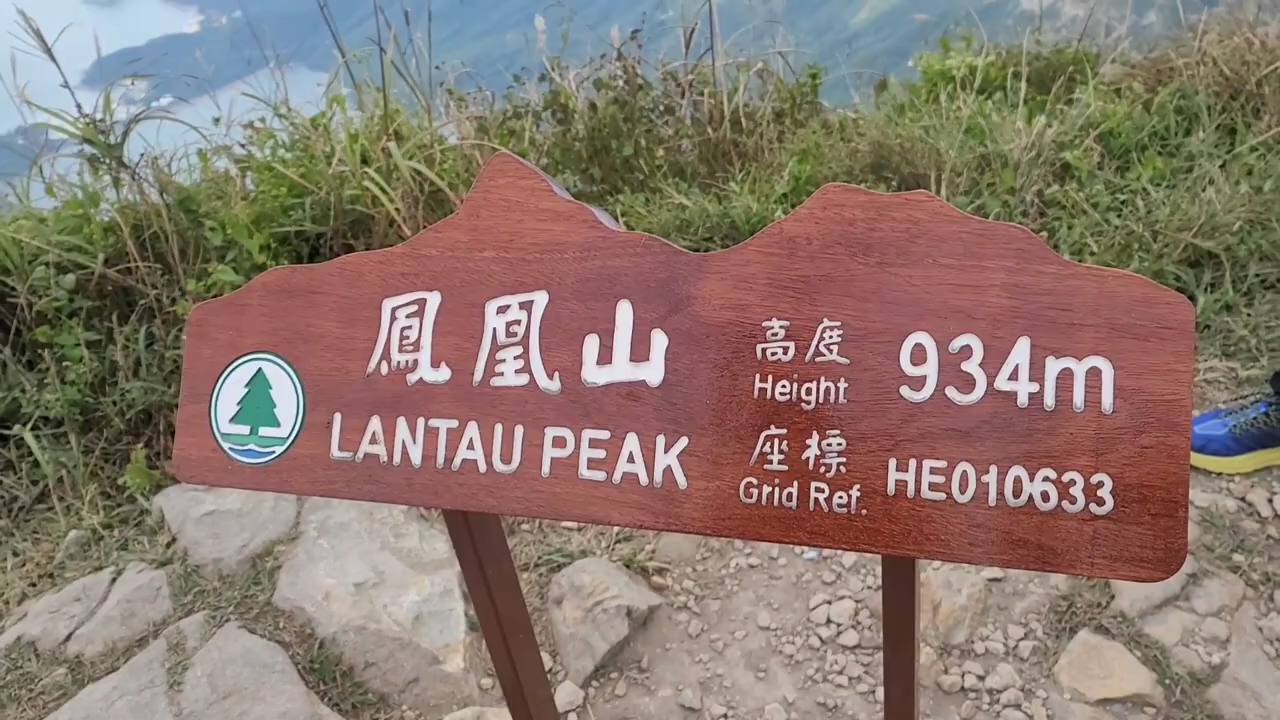 鳳凰山
LANTAU PEAK
高度
Height
934m
座標
Grid Ref.
HE010633